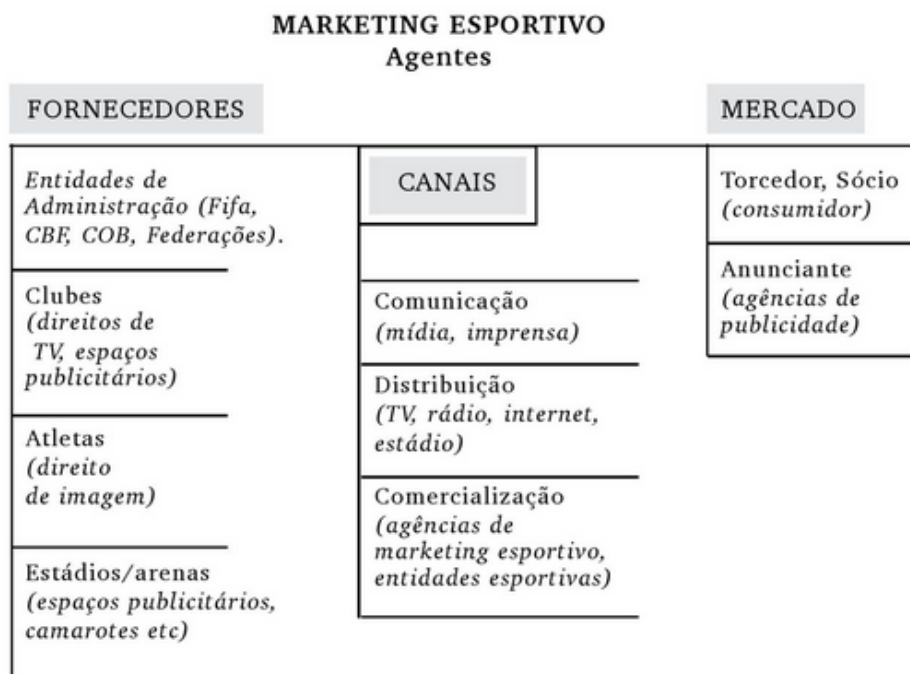 MARKETING ESPORTIVO
Agentes
FORNECEDORES
Entidades de
Administração (Fifa,
CBF, COB, Federações).
Clubes
(direitos de
TV, espaços
publicitários)
Atletas
(direito
de imagem)
Estádios/arenas
(espaços publicitários,
camarotes etc)
CANAIS
Comunicação
(mídia, imprensa)
Distribuição
(TV, rádio, internet,
estádio)
Comercialização
(agências de
marketing esportivo,
entidades esportivas)
MERCADO
Torcedor, Sócio
(consumidor)
Anunciante
(agências de
publicidade)